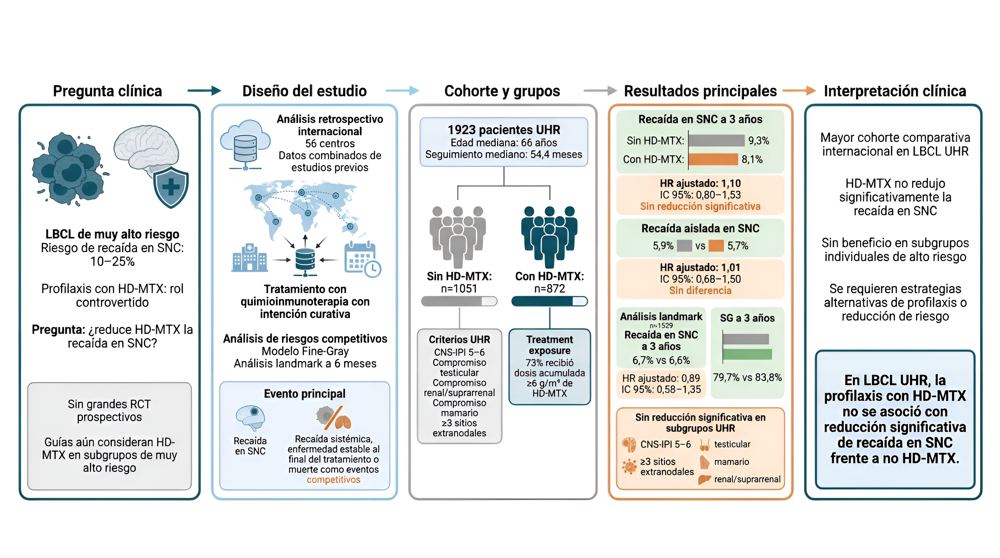 Pregunta clínica
LBCL de muy alto riesgo
Riesgo de recaída en SNC:
10–25%
Profilaxis con HD-MTX: rol
controvertido
Pregunta: ¿reduce HD-MTX la
recaída en SNC?
Sin grandes RCT
prospectivos
Guías aún consideran HD-
MTX en subgrupos de muy
alto riesgo
Diseño del estudio
Análisis retrospectivo
internacional
56 centros
Datos combinados de
estudios previos
Tratamiento con
quimioinmunoterapia con
intención curativa
Análisis de riesgos competitivos
Modelo Fine-Gray
Análisis landmark a 6 meses
Evento principal
Recaida
en SNC
Recaída sistémica,
enfermedad estable al
final del tratamiento o
muerte como eventos
competítivos
Cohorte y grupos
1923 pacientes UHR
Edad mediana: 66 años
Seguimiento mediano: 54,4 meses
Sin HD-MTX:
n=1051
Con HD-MTX:
n=872
Criterios UHR
CNS-IPI 5–6
Compromiso
testicular
Compromiso
renal/suprarrenal
Compromiso
mamario
≥3 sitios
extranodales
Treatment
exposure
73% recibió
dosis acumulada
≥6 de
HD-MTX
Resultados principales
Recaída en SNC a 3 años
Sin HD-MTX: 9,3%
Con HD-MTX: 8,1%
HR ajustado: 1,10
IC 95%: 0,80–1,53
Sin reducción significativa
Recaída aislada en SNC
5,9% vs 5,7%
HR ajustado: 1,01
IC 95%: 0,68–1,50
Sin diferencia
Análisis landmark
1529
Recaída en SNC
a 3 años
6,7% vs 6,6%
HR ajustado: 0,89
IC 95%: 0,58–1,35
SG a 3 años
79,7% vs 83,8%
Sin reducción significativa en
subgrupos UHR
CNS-IPI 5–6
≥3 sitios
extranodales
testicular
mamario
renal/suprarrenal
Interpretación clínica
Mayor cohorte comparativa
internacional en LBCL UHR
HD-MTX no redujo
significativamente la
recaída en SNC
Sin beneficio en subgrupos
individuales de alto riesgo
Se requieren estrategias
alternativas de profilaxis o
reducción de riesgo
En LBCL UHR, la
profilaxis con HD-MTX
no se asoció con
reducción significativa
de recaída en SNC
frente a no HD-MTX.